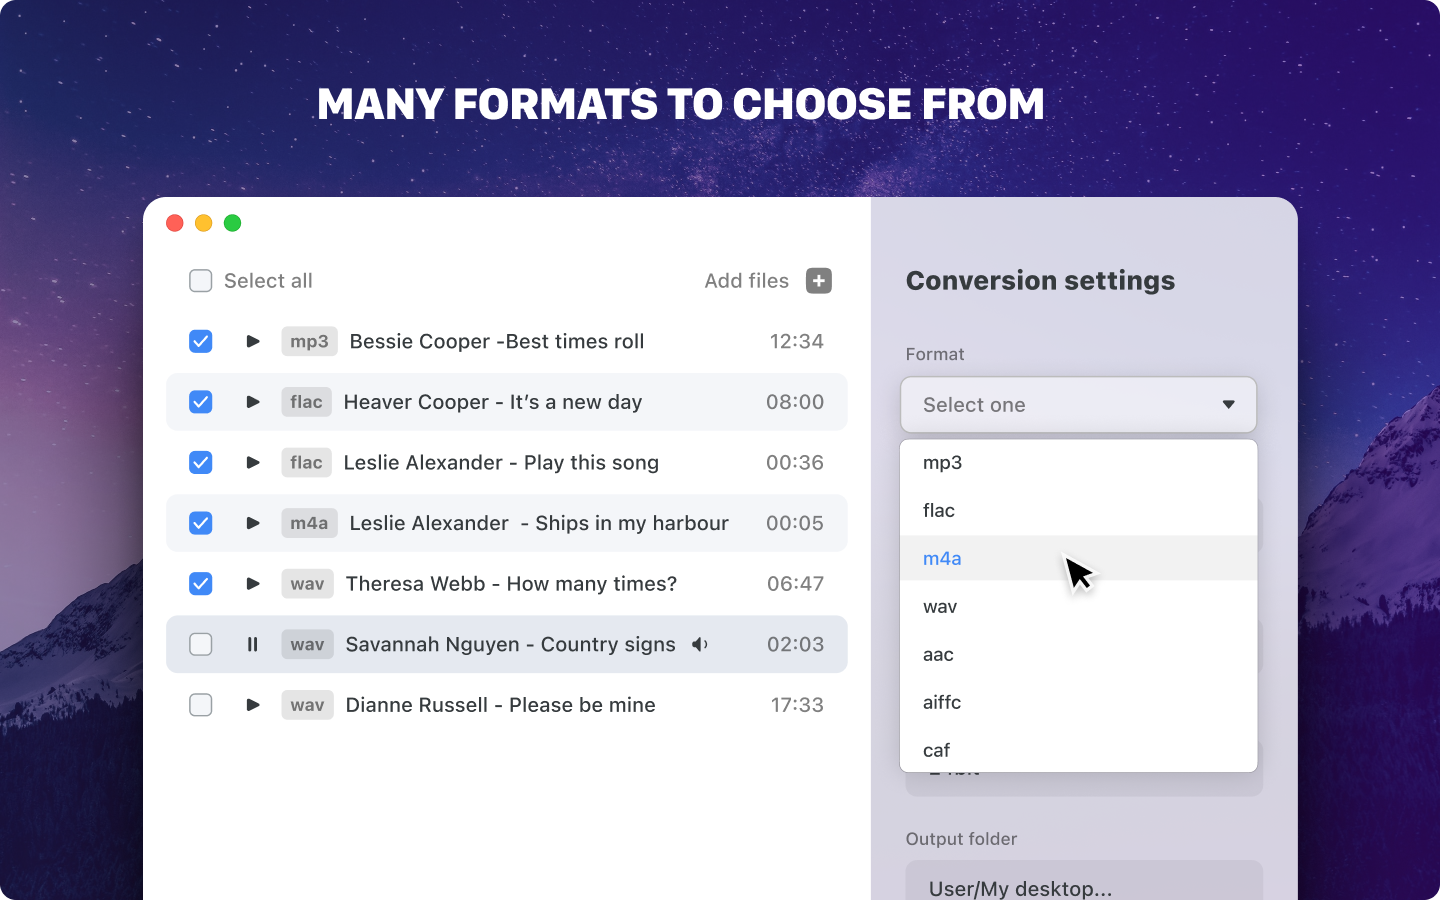 MANY FORMATS TO CHOOSE FROM
Select all
Add files
mp3 Bessie Cooper -Best times roll 12:34
flac Heaver Cooper - It’s a new day 08:00
flac Leslie Alexander - Play this song 00:36
m4a Leslie Alexander - Ships in my harbour 00:05
wav Theresa Webb - How many times? 06:47
wav Savannah Nguyen - Country signs 02:03
wav Dianne Russell - Please be mine 17:33
Conversion settings
Format
Select one
mp3
flac
m4a
wav
aac
aiffc
caf
Output folder
User/My desktop...